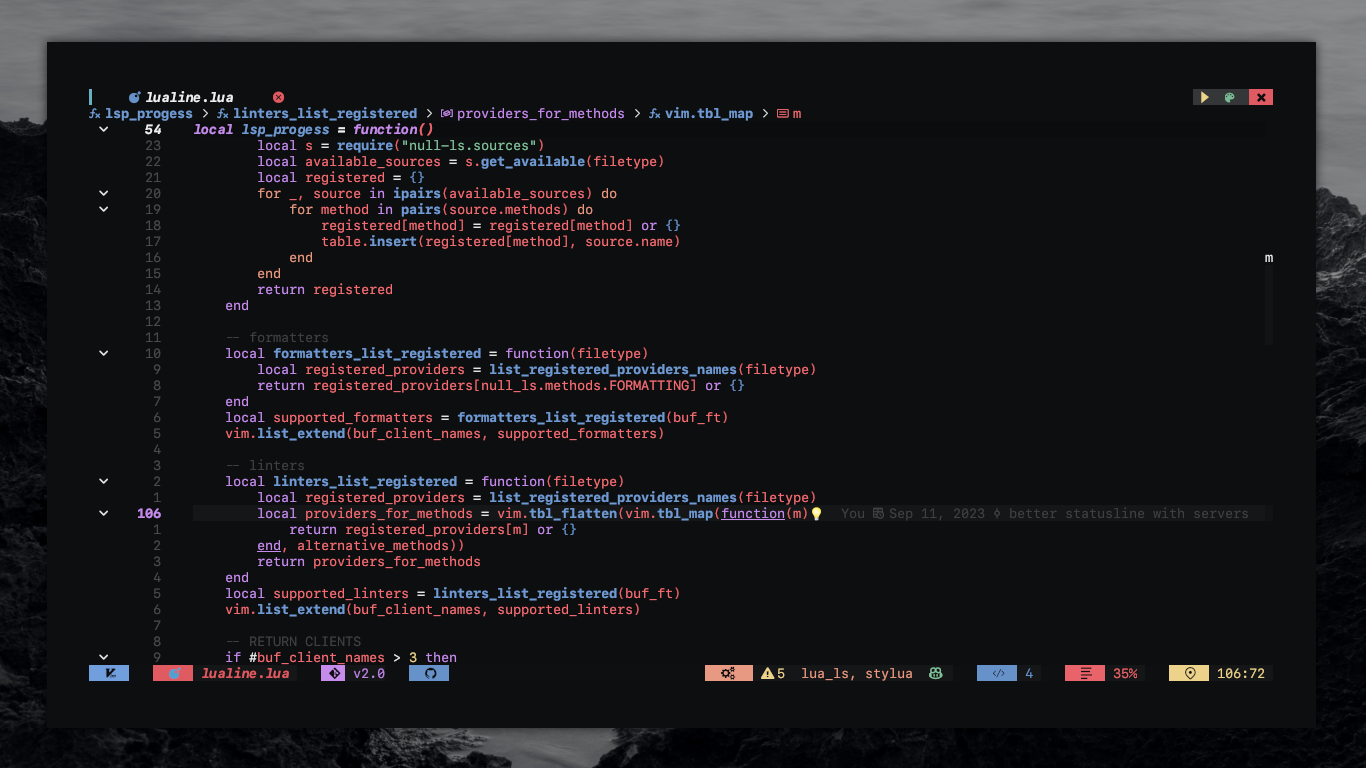 lualine.lua
lsp_progess > linters_list_registered > providers_for_methods > vim.tbl_map > m
54 local lsp_progess = function()
23 local s = require("null-ls.sources")
22 local available_sources = s.get_available(filetype)
21 local registered = {}
20 for _, source in ipairs(available_sources) do
19 for method in pairs(source.methods) do
18 registered[method] = registered[method] or {}
17 table.insert(registered[method], source.name)
16 end
m
15 end
14 return registered
13 end
12
11 -- formatters
10 local formatters_list_registered = function(filetype)
9 local registered_providers = list_registered_providers_names(filetype)
8 return registered_providers[null_ls.methods.FORMATTING] or {}
7 end
6 local supported_formatters = formatters_list_registered(buf_ft)
5 vim.list_extend(buf_client_names, supported_formatters)
4
3 -- linters
2 local linters_list_registered = function(filetype)
1 local registered_providers = list_registered_providers_names(filetype)
106 local providers_for_methods = vim.tbl_flatten(vim.tbl_map(function(m) You Sep 11, 2023 better statusline with servers
1 return registered_providers[m] or {}
2 end, alternative_methods))
3 return providers_for_methods
4 end
5 local supported_linters = linters_list_registered(buf_ft)
6 vim.list_extend(buf_client_names, supported_linters)
7
8 -- RETURN CLIENTS
9 if #buf_client_names > 3 then
lualine.lua v2.0 5 lua_ls, stylua </> 4 35% 106:72